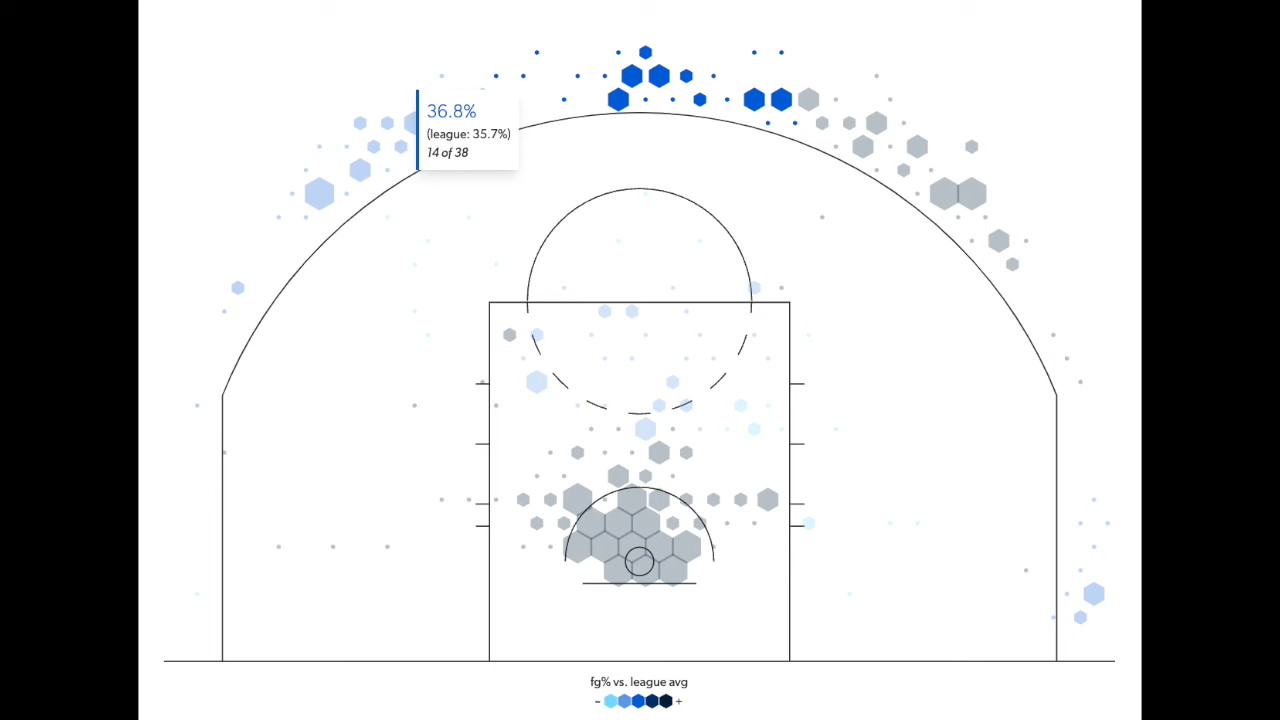 36.8%
(league: 35.7%)
14 of 38
fg% vs. league avg
- +